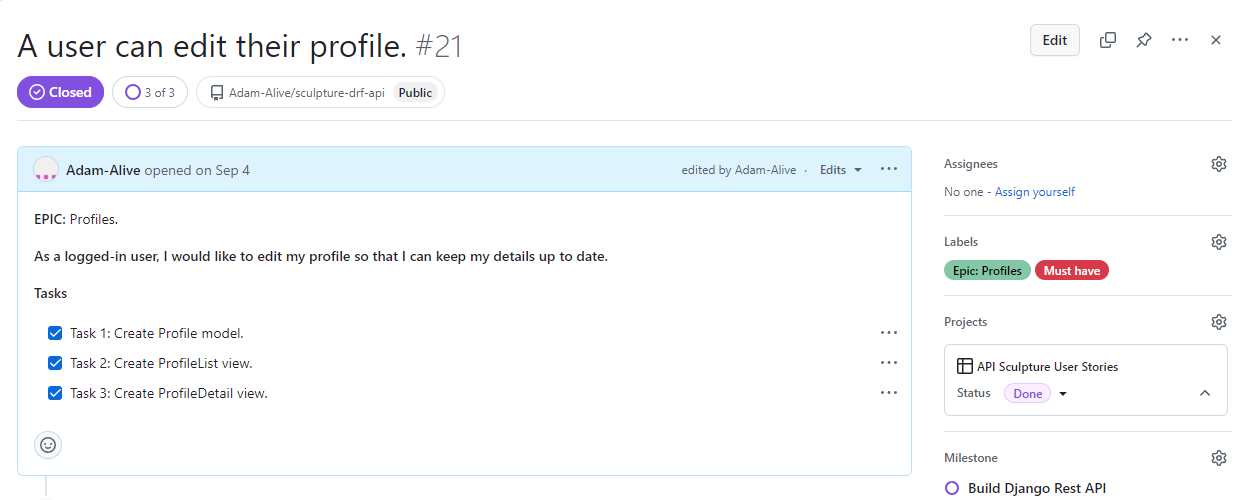 A user can edit their profile. #21
Edit
Closed
3 of 3
Adam-Alive/sculpture-drf-api Public
Adam-Alive opened on Sep 4
edited by Adam-Alive · Edits
EPIC: Profiles.
As a logged-in user, I would like to edit my profile so that I can keep my details up to date.
Tasks
Task 1: Create Profile model.
Task 2: Create ProfileList view.
Task 3: Create ProfileDetail view.
Assignees
No one - Assign yourself
Labels
Epic: Profiles Must have
Projects
API Sculpture User Stories
Status Done
Milestone
Build Django Rest API